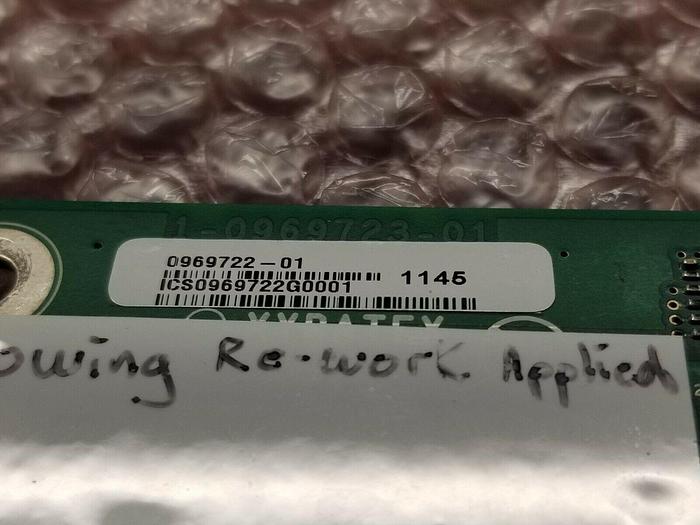 1-0969723-01
0969722-01
ICS0969722G0001 1145
XYRATEX
owing Re-work Applied